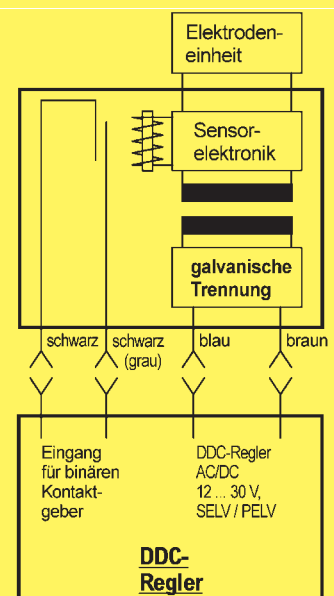 Elektroden-
einheit
Sensor-
elektronik
galvanische
Trennung
schwarz
schwarz
(grau)
blau
braun
Eingang
für binären
Kontakt-
geber
DDC-Regler
AC/DC
12 ... 30 V,
SELV / PELV
DDC-
Regler